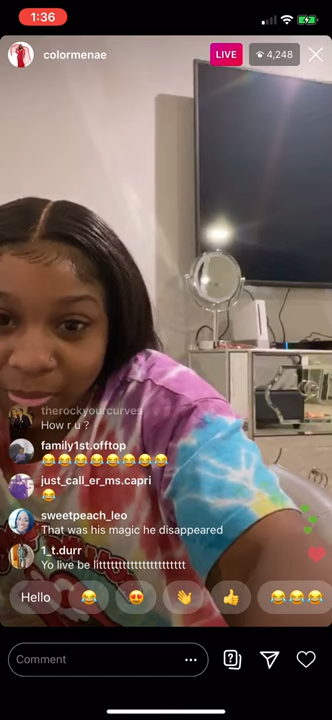 1:36
colormenae
LIVE
4,248
therockyourcurves
How r u ?
family1st.offtop
😂😂😂😂😂😂😂😂😂
just_call_er_ms.capri
😂
sweetpeach_leo
That was his magic he disappeared
1_t.durr
Yo live be litttttttttttttttttttttttt
Hello 😂 😍 👋 👍 😂😂😂
Comment